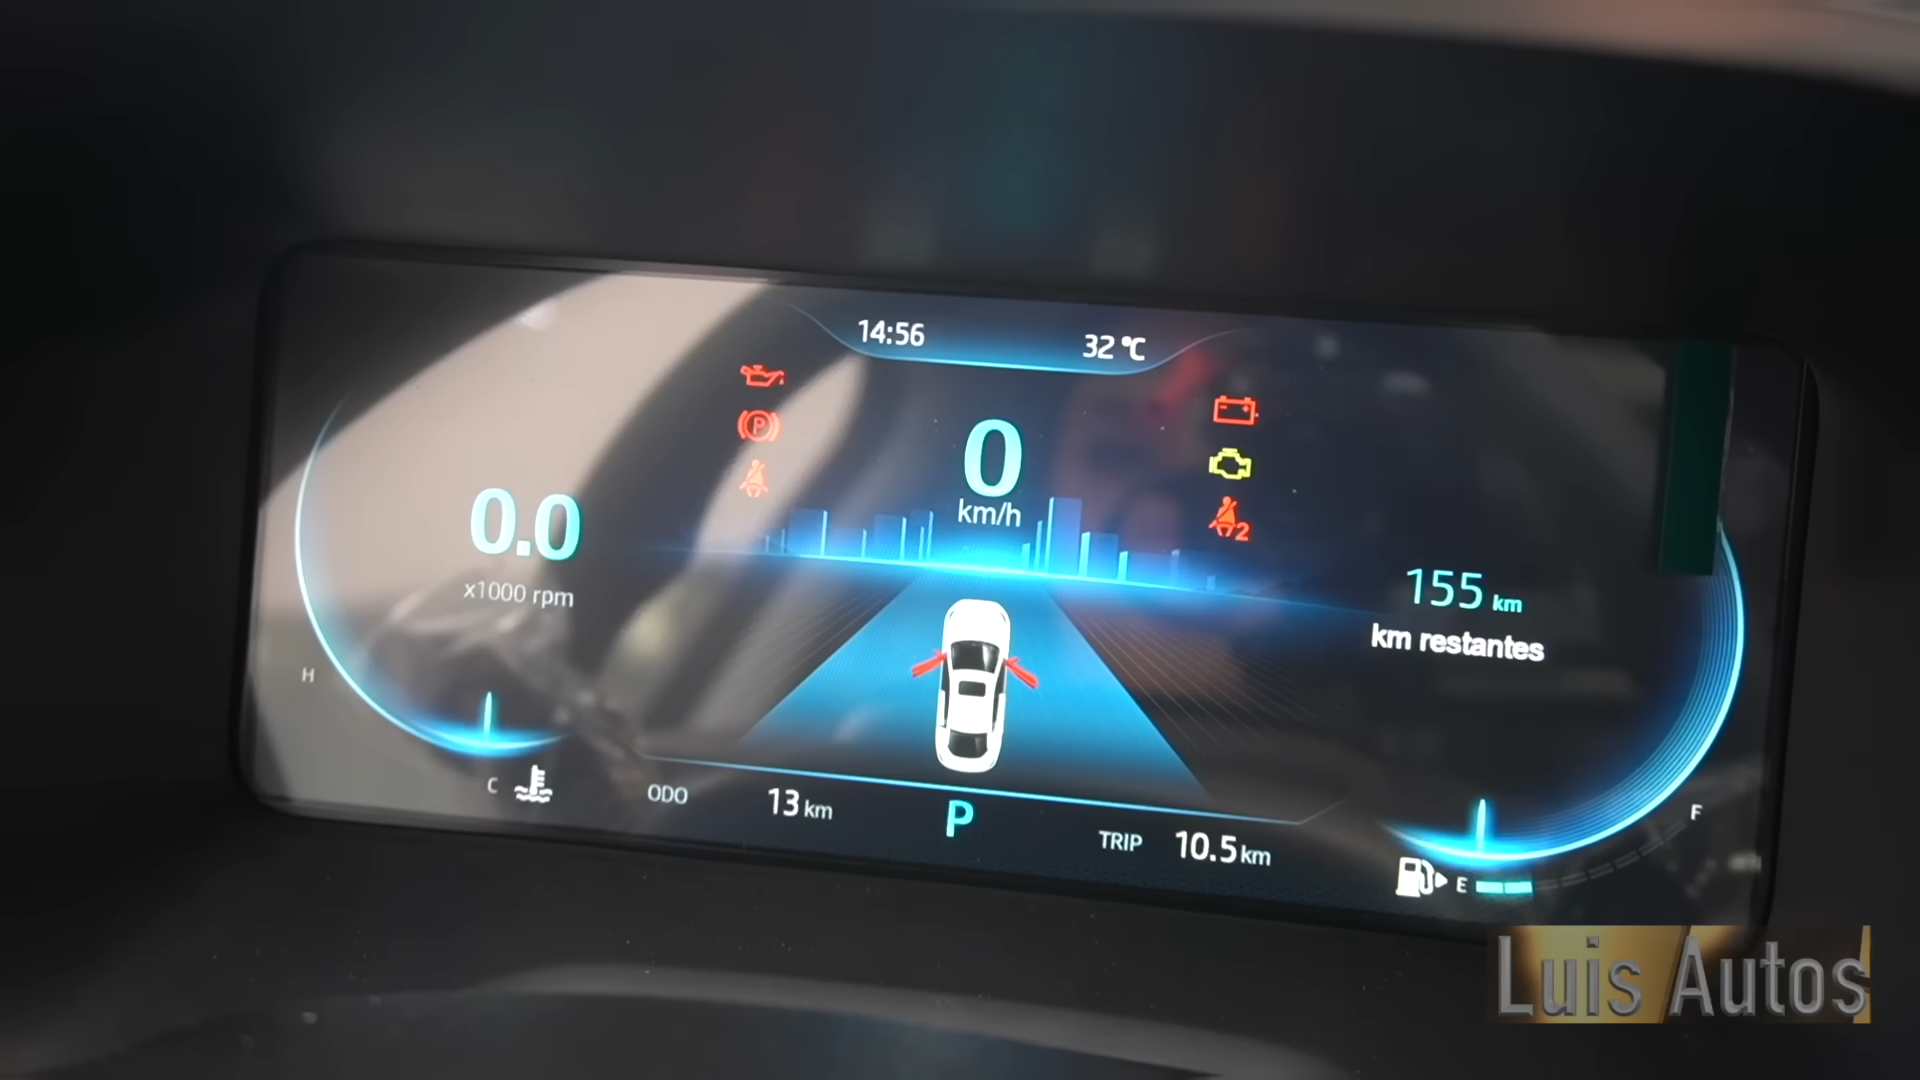 14:56 32 °C
0
km/h
0.0
x1000 rpm
P
2
155 km
km restantes
H
C
ODO 13 km P TRIP 10.5 km
E
F
Luis Autos